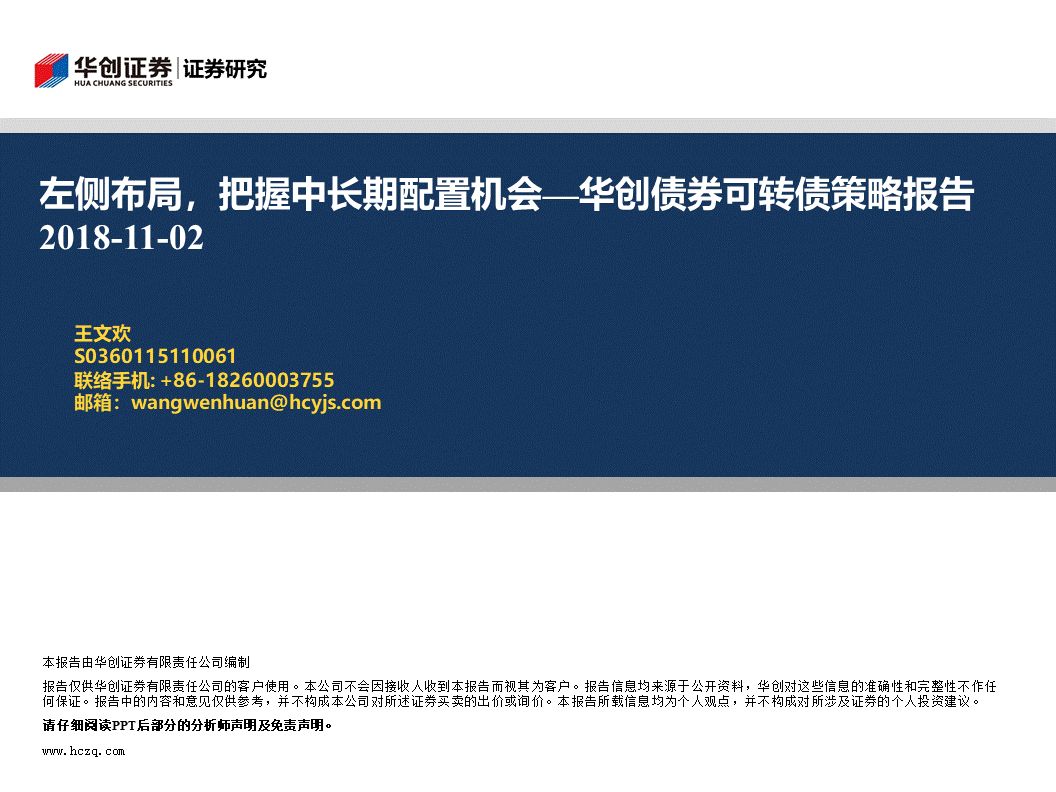 华创证券 | 证券研究
HUA CHUANG SECURITIES
左侧布局，把握中长期配置机会—华创债券可转债策略报告
2018-11-02
王文欢
S0360115110061
联络手机: +86-18260003755
邮箱：wangwenhuan@hcyjs.com
本报告由华创证券有限责任公司编制
报告仅供华创证券有限责任公司的客户使用。本公司不会因接收人收到本报告而视其为客户。报告信息均来源于公开资料，华创对这些信息的准确性和完整性不作任
何保证。报告中的内容和意见仅供参考，并不构成本公司对所述证券买卖的出价或询价。本报告所载信息均为个人观点，并不构成对所涉及证券的个人投资建议。
请仔细阅读PPT后部分的分析师声明及免责声明。
www.hczq.com